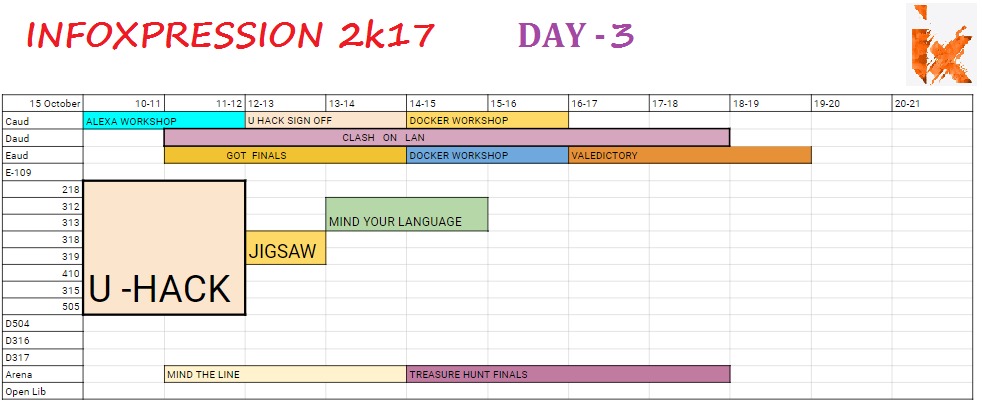 INFOXPRESSION 2k17 DAY - 3
15 October 10-11 11-12 12-13 13-14 14-15 15-16 16-17 17-18 18-19 19-20 20-21
Caud ALEXA WORKSHOP U HACK SIGN OFF DOCKER WORKSHOP
Daud CLASH ON LAN
Eaud GOT FINALS DOCKER WORKSHOP VALEDICTORY
E-109
218
312
313 MIND YOUR LANGUAGE
318
319 JIGSAW
410
315 U -HACK
505
D504
D316
D317
Arena MIND THE LINE TREASURE HUNT FINALS
Open Lib